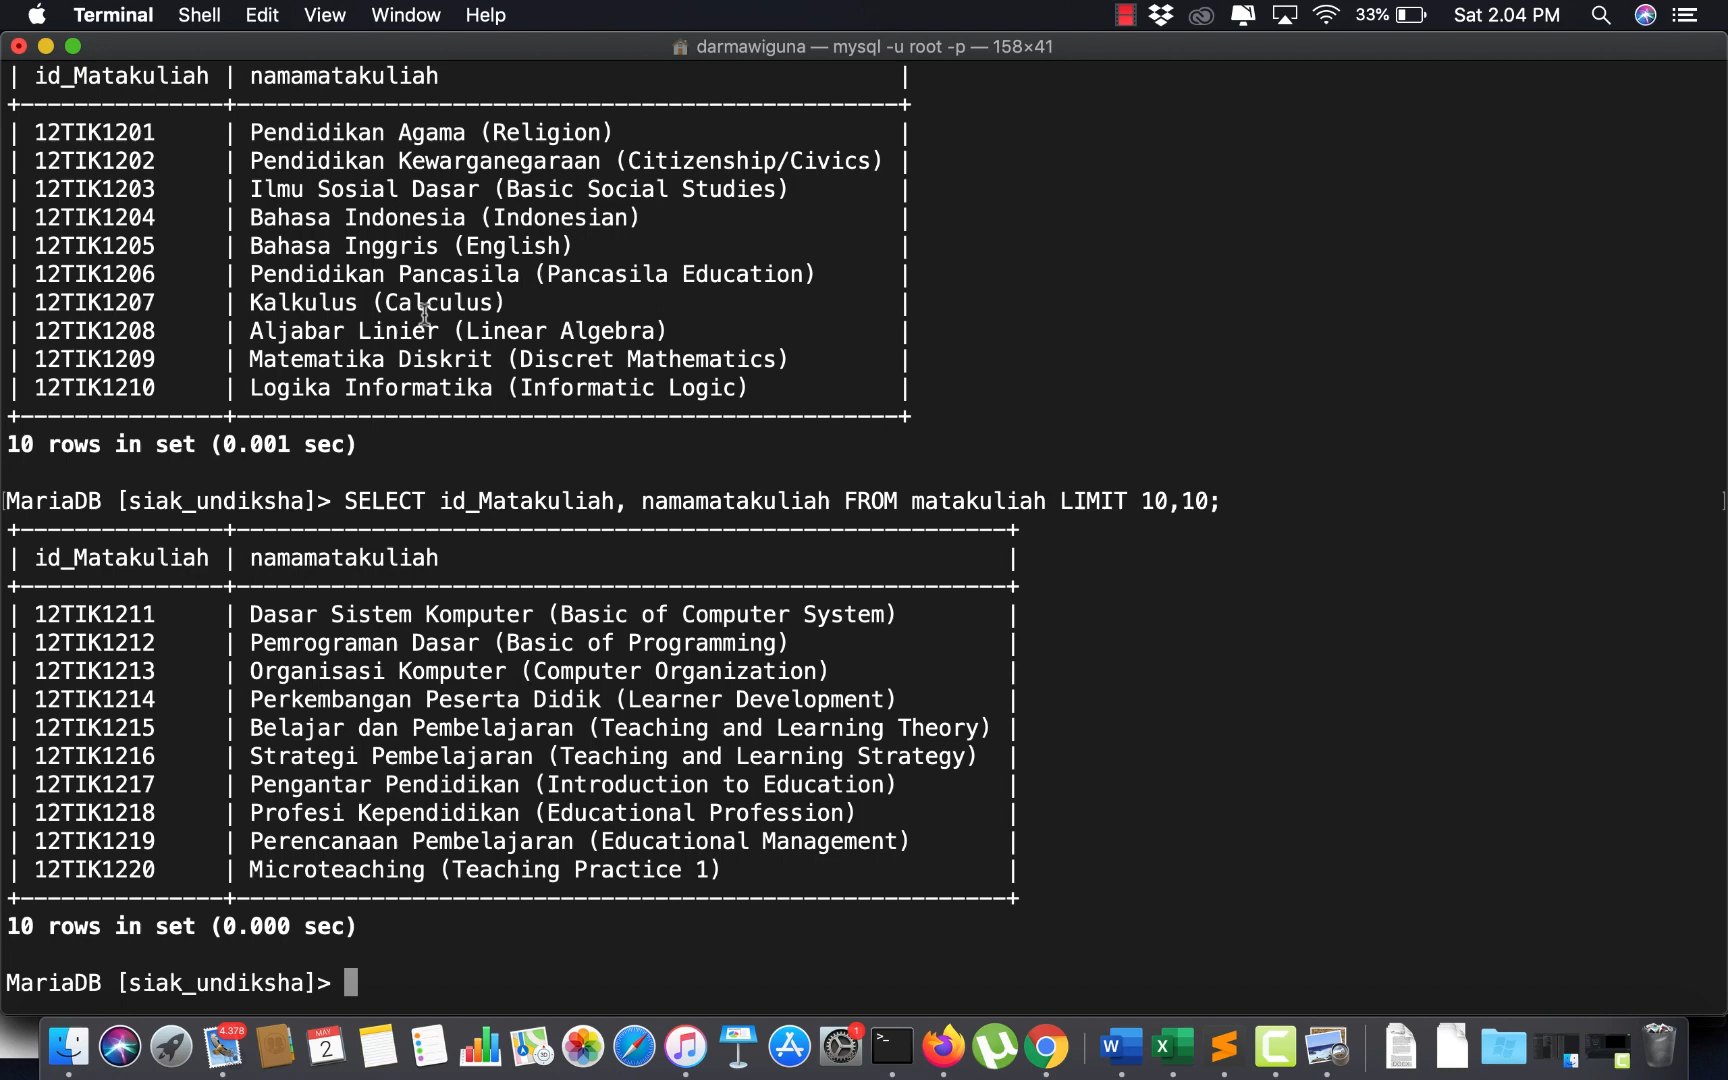 Terminal Shell Edit View Window Help 33% Sat 2.04 PM
darmawiguna — mysql -u root -p — 158×41
| id_Matakuliah | namamatakuliah |
| 12TIK1201 | Pendidikan Agama (Religion) |
| 12TIK1202 | Pendidikan Kewarganegaraan (Citizenship/Civics) |
| 12TIK1203 | Ilmu Sosial Dasar (Basic Social Studies) |
| 12TIK1204 | Bahasa Indonesia (Indonesian) |
| 12TIK1205 | Bahasa Inggris (English) |
| 12TIK1206 | Pendidikan Pancasila (Pancasila Education) |
| 12TIK1207 | Kalkulus (Calculus) |
| 12TIK1208 | Aljabar Linier (Linear Algebra) |
| 12TIK1209 | Matematika Diskrit (Discret Mathematics) |
| 12TIK1210 | Logika Informatika (Informatic Logic) |
10 rows in set (0.001 sec)
MariaDB [siak_undiksha]> SELECT id_Matakuliah, namamatakuliah FROM matakuliah LIMIT 10,10;
| id_Matakuliah | namamatakuliah |
| 12TIK1211 | Dasar Sistem Komputer (Basic of Computer System) |
| 12TIK1212 | Pemrograman Dasar (Basic of Programming) |
| 12TIK1213 | Organisasi Komputer (Computer Organization) |
| 12TIK1214 | Perkembangan Peserta Didik (Learner Development) |
| 12TIK1215 | Belajar dan Pembelajaran (Teaching and Learning Theory) |
| 12TIK1216 | Strategi Pembelajaran (Teaching and Learning Strategy) |
| 12TIK1217 | Pengantar Pendidikan (Introduction to Education) |
| 12TIK1218 | Profesi Kependidikan (Educational Profession) |
| 12TIK1219 | Perencanaan Pembelajaran (Educational Management) |
| 12TIK1220 | Microteaching (Teaching Practice 1) |
10 rows in set (0.000 sec)
MariaDB [siak_undiksha]>
4.378 MAY 2 1 W X